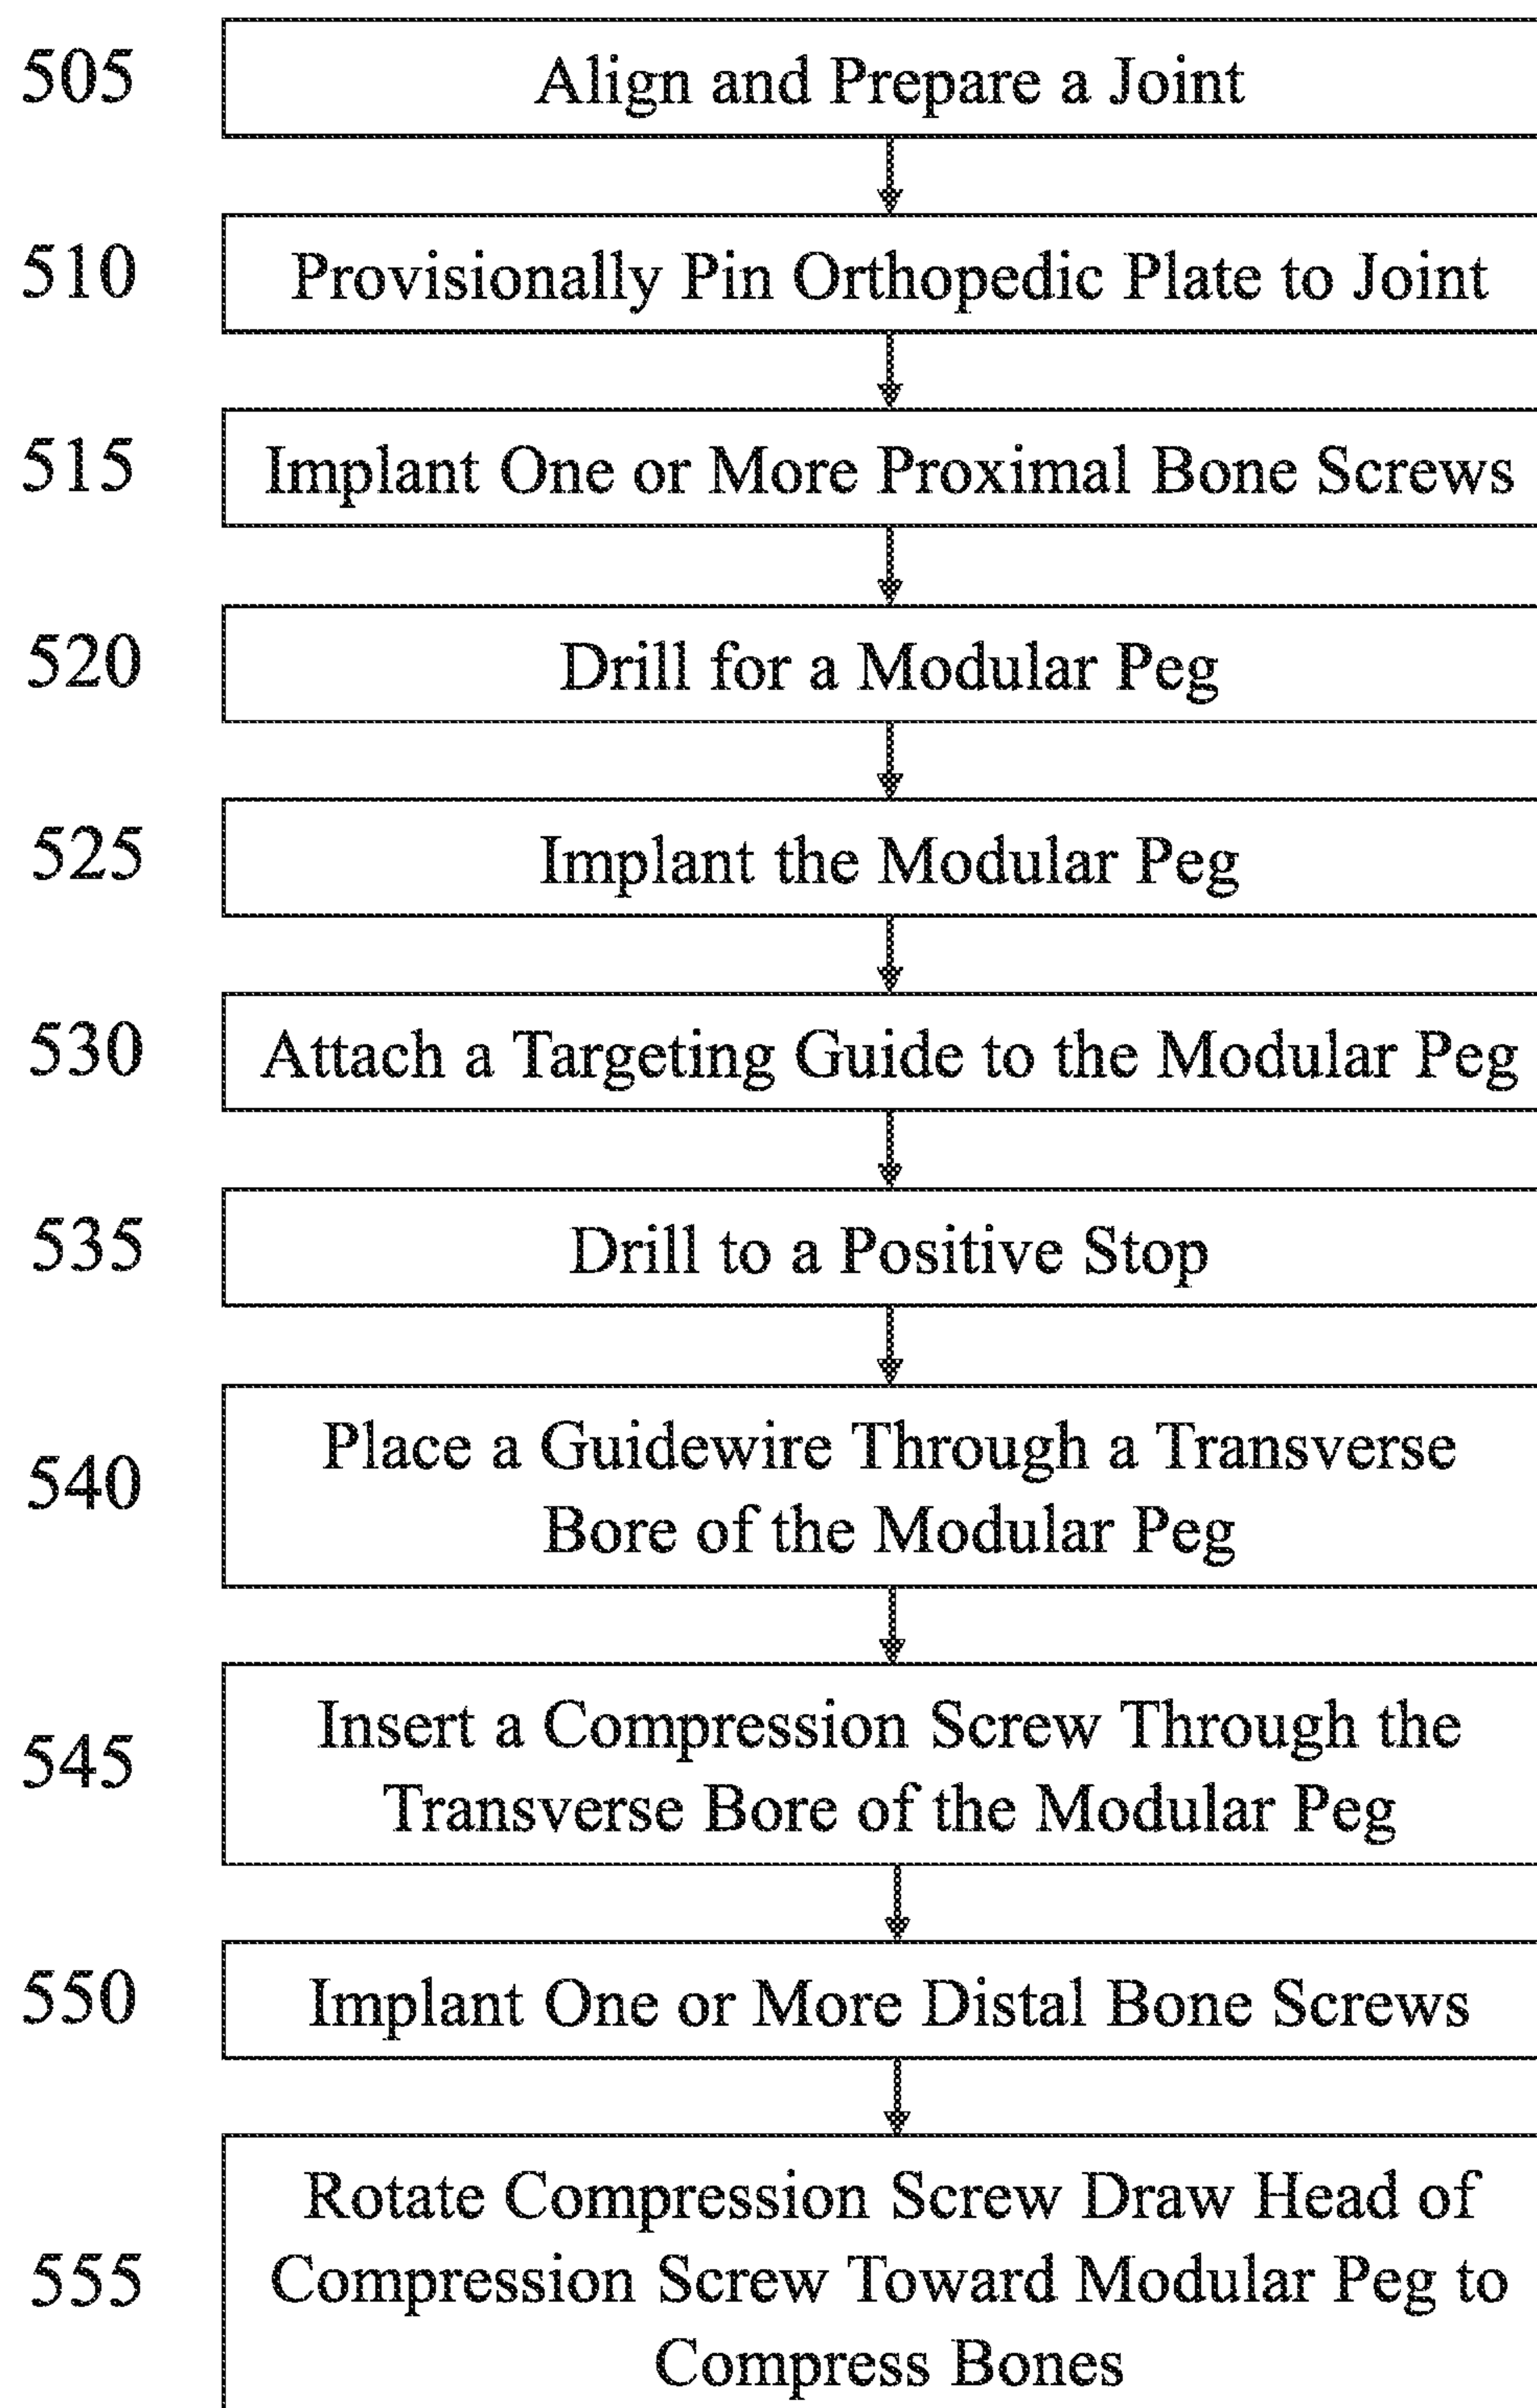 505
Align and Prepare a Joint
510
Provisionally Pin Orthopedic Plate to Joint
515
Implant One or More Proximal Bone Screws
520
Drill for a Modular Peg
525
Implant the Modular Peg
530
Attach a Targeting Guide to the Modular Peg
535
Drill to a Positive Stop
540
Place a Guidewire Through a Transverse
Bore of the Modular Peg
545
Insert a Compression Screw Through the
Transverse Bore of the Modular Peg
550
Implant One or More Distal Bone Screws
555
Rotate Compression Screw Draw Head of
Compression Screw Toward Modular Peg to
Compress Bones